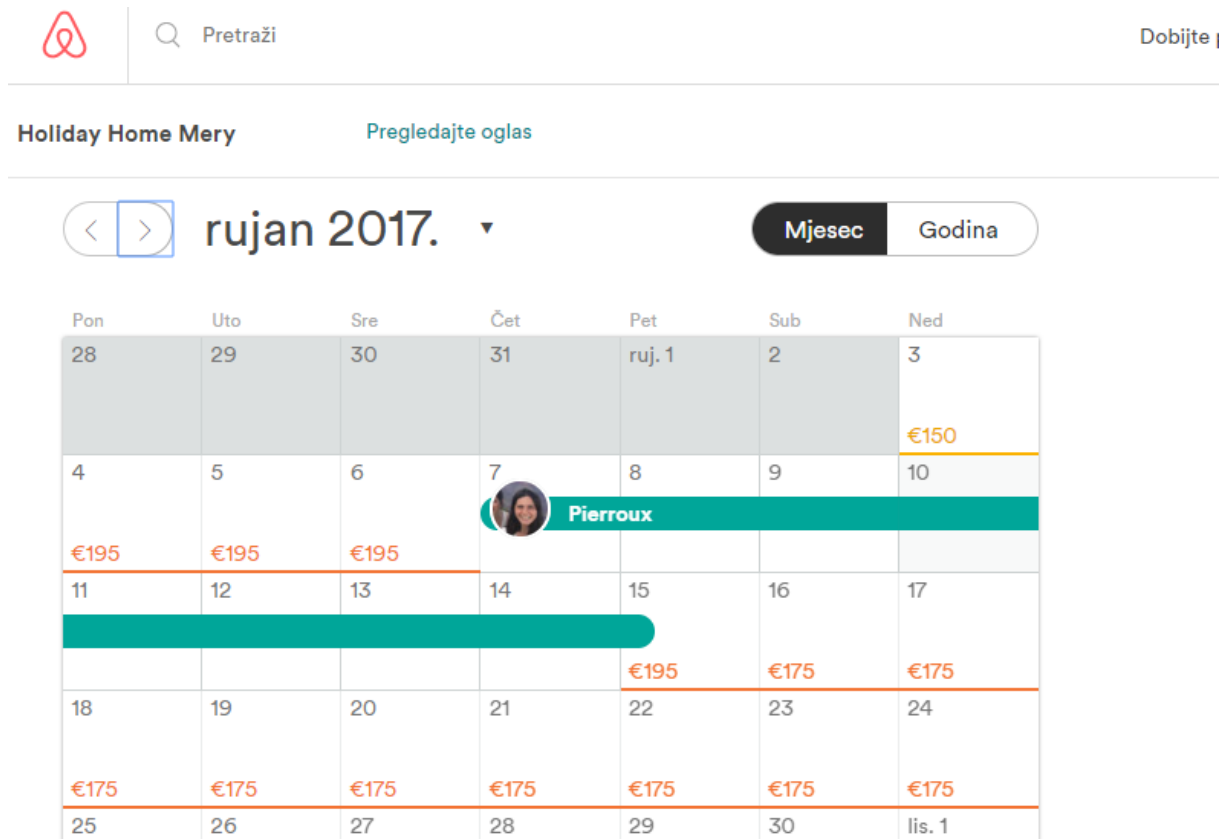 Pretraži
Dobijte
Holiday Home Mery Pregledajte oglas
rujan 2017. Mjesec Godina
Pon Uto Sre Čet Pet Sub Ned
28 29 30 31 ruj. 1 2 3
€150
4 5 6 7 8 9 10
Pierroux
€195 €195 €195
11 12 13 14 15 16 17
€195 €175 €175
18 19 20 21 22 23 24
€175 €175 €175 €175 €175 €175 €175
25 26 27 28 29 30 lis. 1